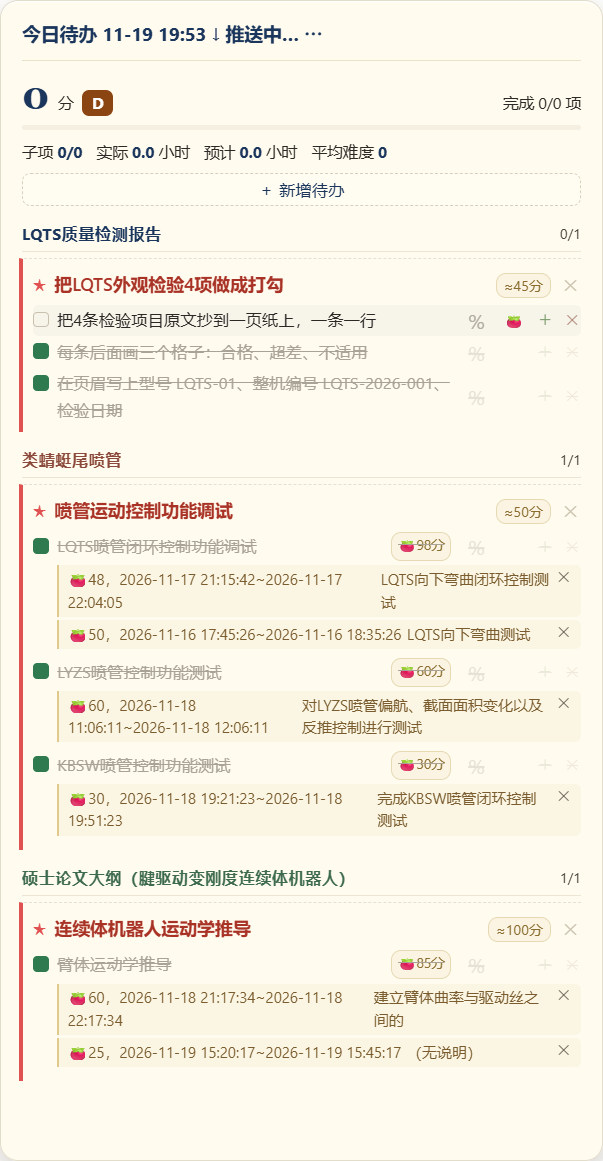 今日待办 11-19 19:53 ↓ 推送中... ···
0 分 D 完成 0/0 项
子项 0/0 实际 0.0 小时 预计 0.0 小时 平均难度 0
+ 新增待办
LQTS质量检测报告 0/1
★ 把LQTS外观检验4项做成打勾 ≈45分 ×
把4条检验项目原文抄到一页纸上，一条一行 % 🍅 + ×
每条后面画三个格子：合格、超差、不适用 % + ×
在页眉写上型号 LQTS-01、整机编号 LQTS-2026-001、 % + ×
检验日期
类蜻蜓尾喷管 1/1
★ 喷管运动控制功能调试 ≈50分 ×
LQTS喷管闭环控制功能调试 🍅98分 % + ×
🍅48，2026-11-17 21:15:42~2026-11-17 LQTS向下弯曲闭环控制测 ×
22:04:05 试
🍅50，2026-11-16 17:45:26~2026-11-16 18:35:26 LQTS向下弯曲测试 ×
LYZS喷管控制功能测试 🍅60分 % + ×
🍅60，2026-11-18 对LYZS喷管偏航、截面面积变化以及 ×
11:06:11~2026-11-18 12:06:11 反推控制进行测试
KBSW喷管控制功能测试 🍅30分 % + ×
🍅30，2026-11-18 19:21:23~2026-11-18 完成KBSW喷管闭环控制 ×
19:51:23 测试
硕士论文大纲（腱驱动变刚度连续体机器人） 1/1
★ 连续体机器人运动学推导 ≈100分 ×
臂体运动学推导 🍅85分 % + ×
🍅60，2026-11-18 21:17:34~2026-11-18 建立臂体曲率与驱动丝之 ×
22:17:34 间的
🍅25，2026-11-19 15:20:17~2026-11-19 15:45:17 （无说明） ×